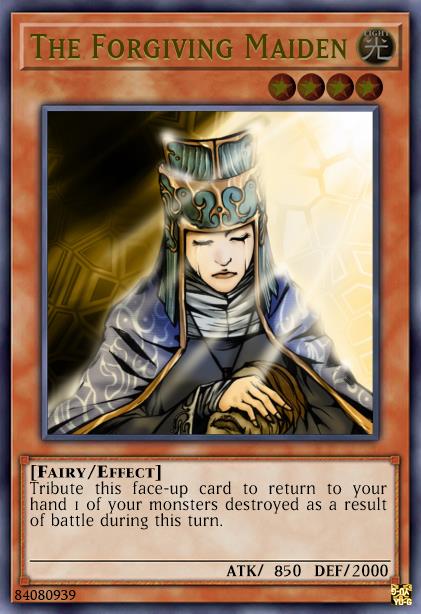 The Forgiving Maiden
LIGHT
光
[Fairy/Effect]
Tribute this face-up card to return to your
hand 1 of your monsters destroyed as a result
of battle during this turn.
ATK/ 850 DEF/2000
84080939